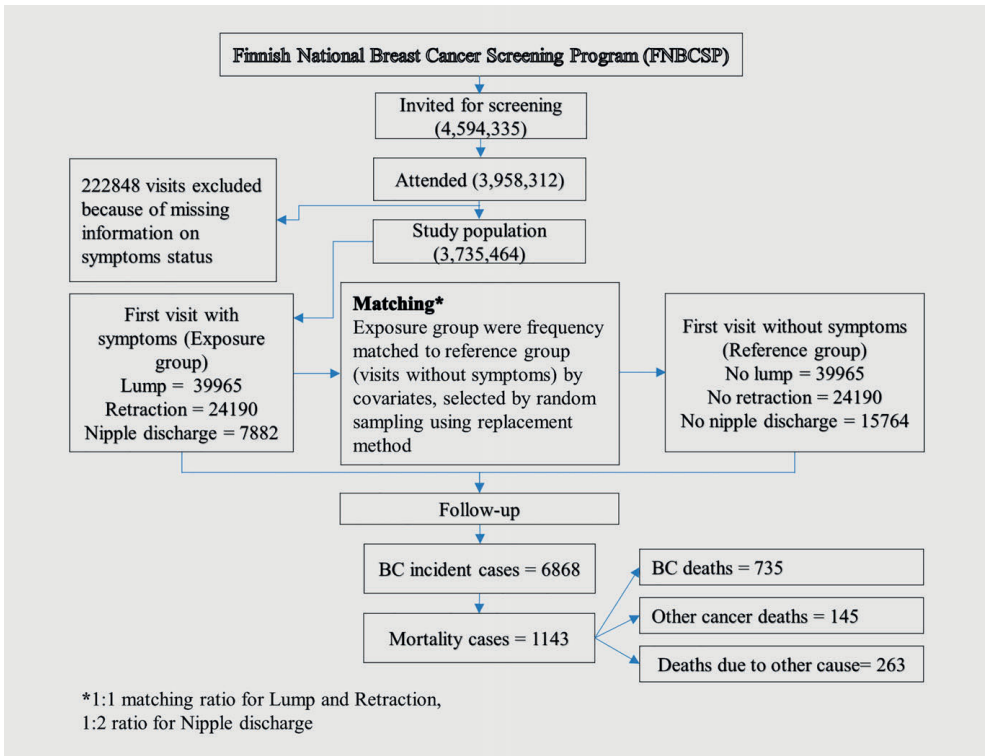 Finnish National Breast Cancer Screening Program (FNBCSP)
Invited for screening
(4,594,335)
Attended (3,958,312)
222848 visits excluded
because of missing
information on
symptoms status
Study population
(3,735,464)
First visit with
symptoms (Exposure
group)
Lump = 39965
Retraction = 24190
Nipple discharge = 7882
Matching*
Exposure group were frequency
matched to reference group
(visits without symptoms) by
covariates, selected by random
sampling using replacement
method
First visit without symptoms
(Reference group)
No lump = 39965
No retraction = 24190
No nipple discharge = 15764
Follow-up
BC incident cases = 6868
Mortality cases = 1143
BC deaths = 735
Other cancer deaths = 145
Deaths due to other cause= 263
*1:1 matching ratio for Lump and Retraction,
1:2 ratio for Nipple discharge